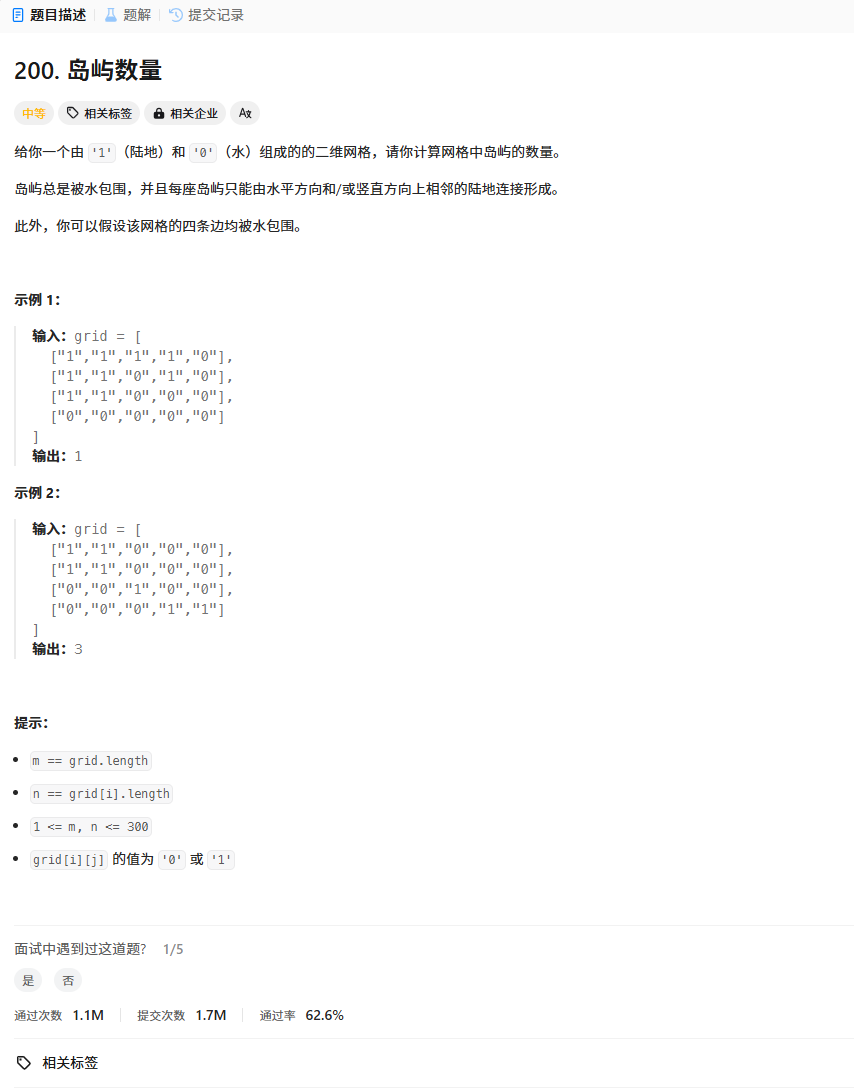 题目描述 题解 提交记录
200. 岛屿数量
中等 相关标签 相关企业 A文
给你一个由 '1'（陆地）和 '0'（水）组成的的二维网格，请你计算网格中岛屿的数量。
岛屿总是被水包围，并且每座岛屿只能由水平方向和/或竖直方向上相邻的陆地连接形成。
此外，你可以假设该网格的四条边均被水包围。
示例 1：
输入：grid = [
["1","1","1","1","0"],
["1","1","0","1","0"],
["1","1","0","0","0"],
["0","0","0","0","0"]
]
输出：1
示例 2：
输入：grid = [
["1","1","0","0","0"],
["1","1","0","0","0"],
["0","0","1","0","0"],
["0","0","0","1","1"]
]
输出：3
提示：
• m == grid.length
• n == grid[i].length
• 1 <= m, n <= 300
• grid[i][j] 的值为 '0' 或 '1'
面试中遇到过这道题? 1/5
是 否
通过次数 1.1M 提交次数 1.7M 通过率 62.6%
相关标签